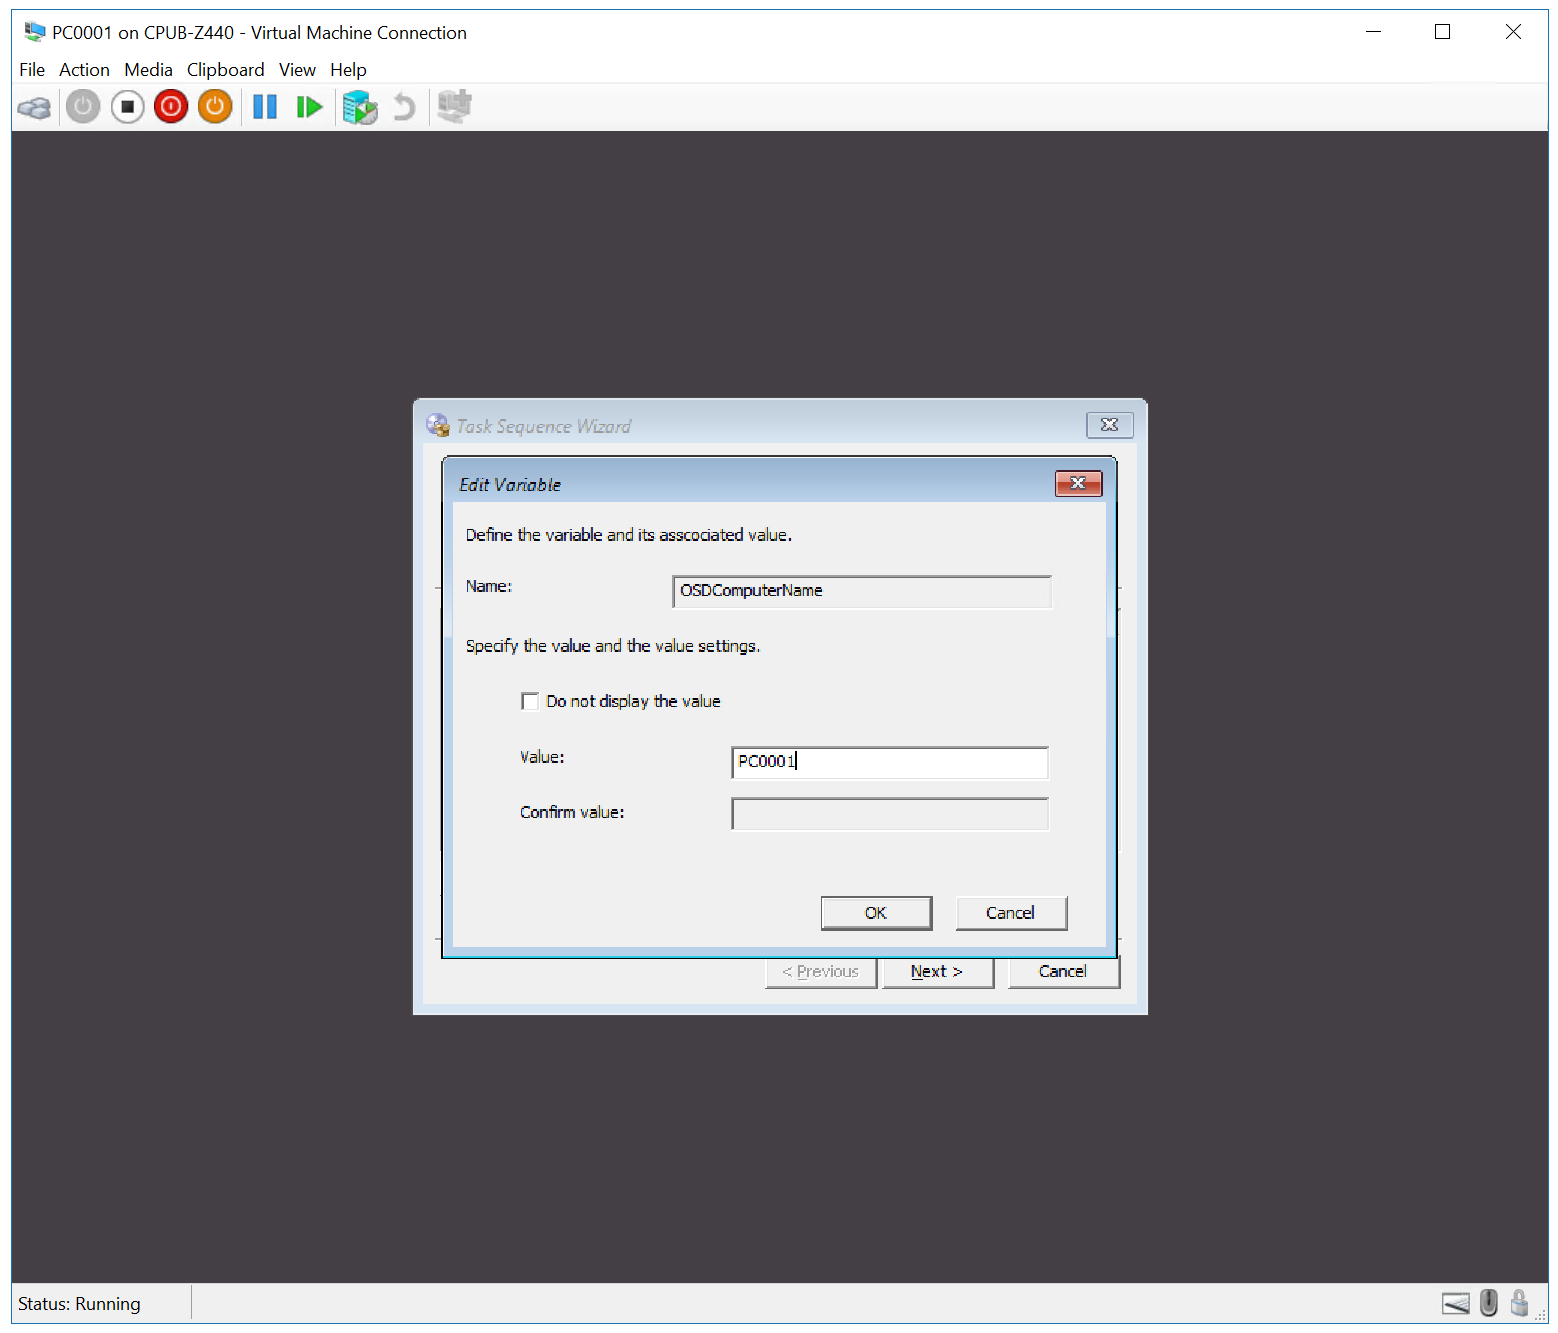 PC0001 on CPUB-Z440 - Virtual Machine Connection
File Action Media Clipboard View Help
Task Sequence Wizard
Edit Variable
Define the variable and its asscociated value.
Name: OSDComputerName
Specify the value and the value settings.
Do not display the value
Value: PC0001
Confirm value:
OK Cancel
< Previous Next > Cancel
Status: Running